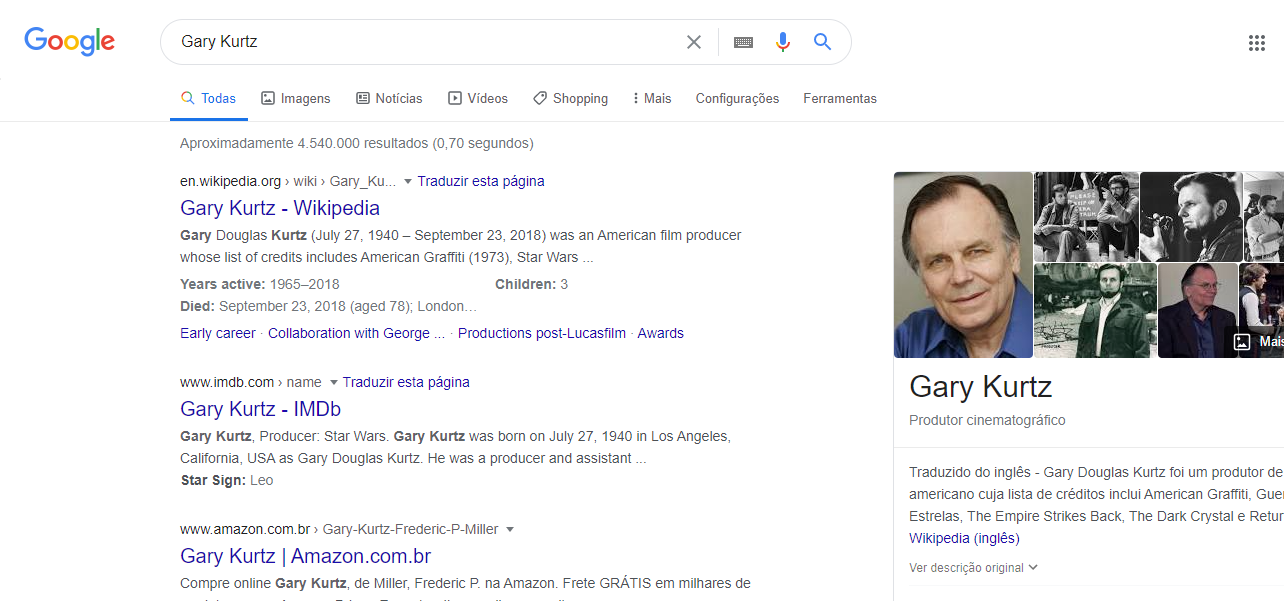 Google
Gary Kurtz
Todas Imagens Notícias Vídeos Shopping Mais Configurações Ferramentas
Aproximadamente 4.540.000 resultados (0,70 segundos)
en.wikipedia.org › wiki › Gary_Ku... Traduzir esta página
Gary Kurtz - Wikipedia
Gary Douglas Kurtz (July 27, 1940 – September 23, 2018) was an American film producer
whose list of credits includes American Graffiti (1973), Star Wars ...
Years active: 1965–2018 Children: 3
Died: September 23, 2018 (aged 78); London…
Early career · Collaboration with George ... · Productions post-Lucasfilm · Awards
www.imdb.com › name Traduzir esta página
Gary Kurtz - IMDb
Gary Kurtz, Producer: Star Wars. Gary Kurtz was born on July 27, 1940 in Los Angeles,
California, USA as Gary Douglas Kurtz. He was a producer and assistant ...
Star Sign: Leo
www.amazon.com.br › Gary-Kurtz-Frederic-P-Miller
Gary Kurtz | Amazon.com.br
Compre online Gary Kurtz, de Miller, Frederic P. na Amazon. Frete GRÁTIS em milhares de
Mais
Gary Kurtz
Produtor cinematográfico
Traduzido do inglês - Gary Douglas Kurtz foi um produtor de
americano cuja lista de créditos inclui American Graffiti, Gue
Estrelas, The Empire Strikes Back, The Dark Crystal e Retur
Wikipedia (inglês)
Ver descrição original